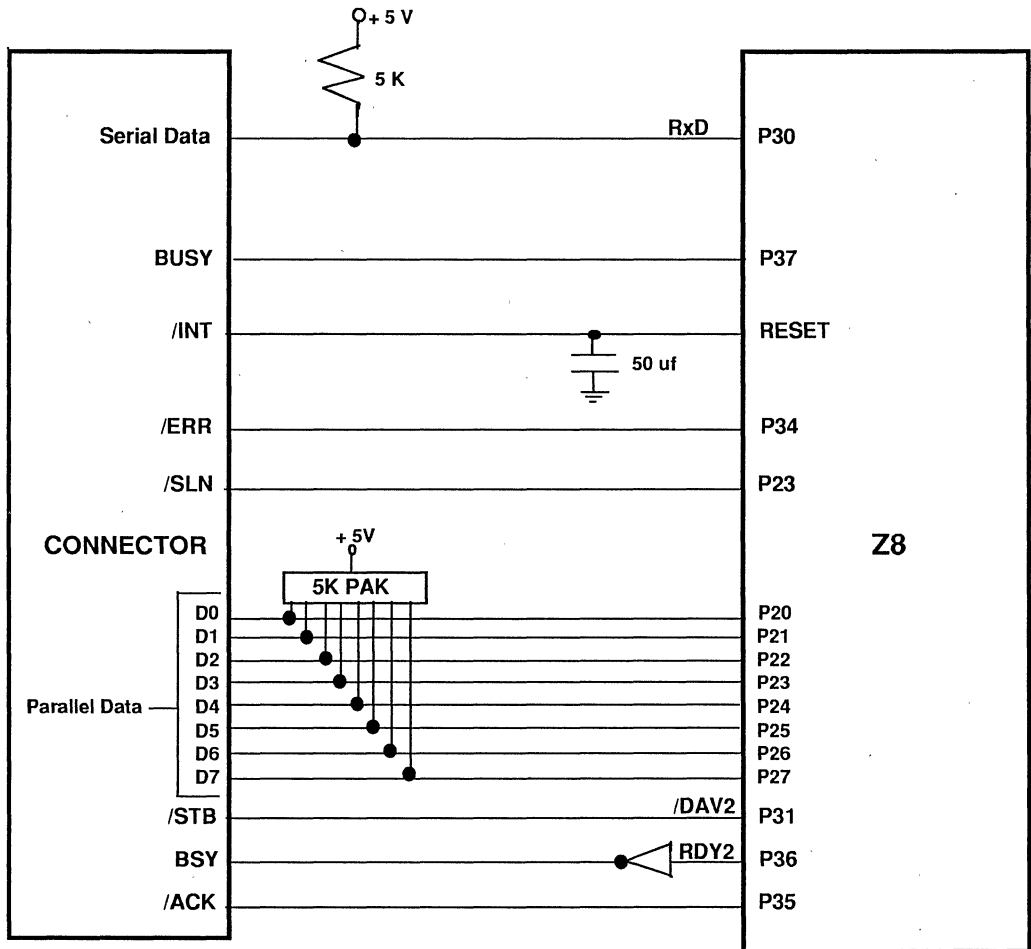 + 5 V
5 K
Serial Data RxD P30
BUSY P37
/INT RESET
50 uf
/ERR P34
/SLN P23
+ 5V
CONNECTOR Z8
5K PAK
D0 P20
D1 P21
D2 P22
D3 P23
Parallel Data D4 P24
D5 P25
D6 P26
D7 P27
/STB /DAV2 P31
BSY RDY2 P36
/ACK P35